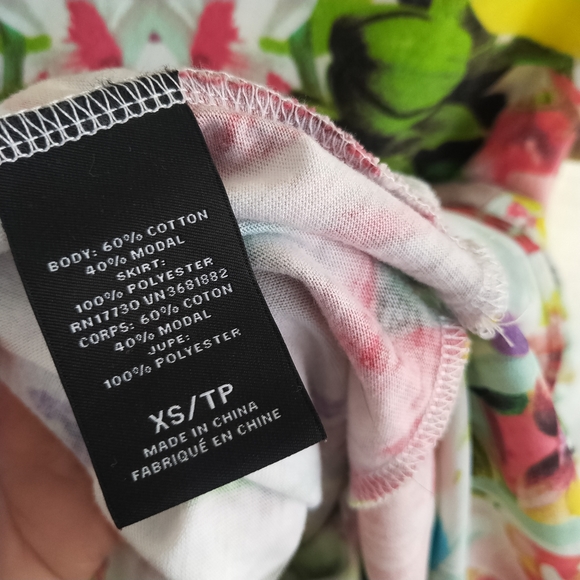 BODY: 60% COTTON
40% MODAL
SKIRT:
100% POLYESTER
RN17730 VN3681882
CORPS: 60% COTON
40% MODAL
JUPE:
100% POLYESTER
XS/TP
MADE IN CHINA
FABRIQUÉ EN CHINE